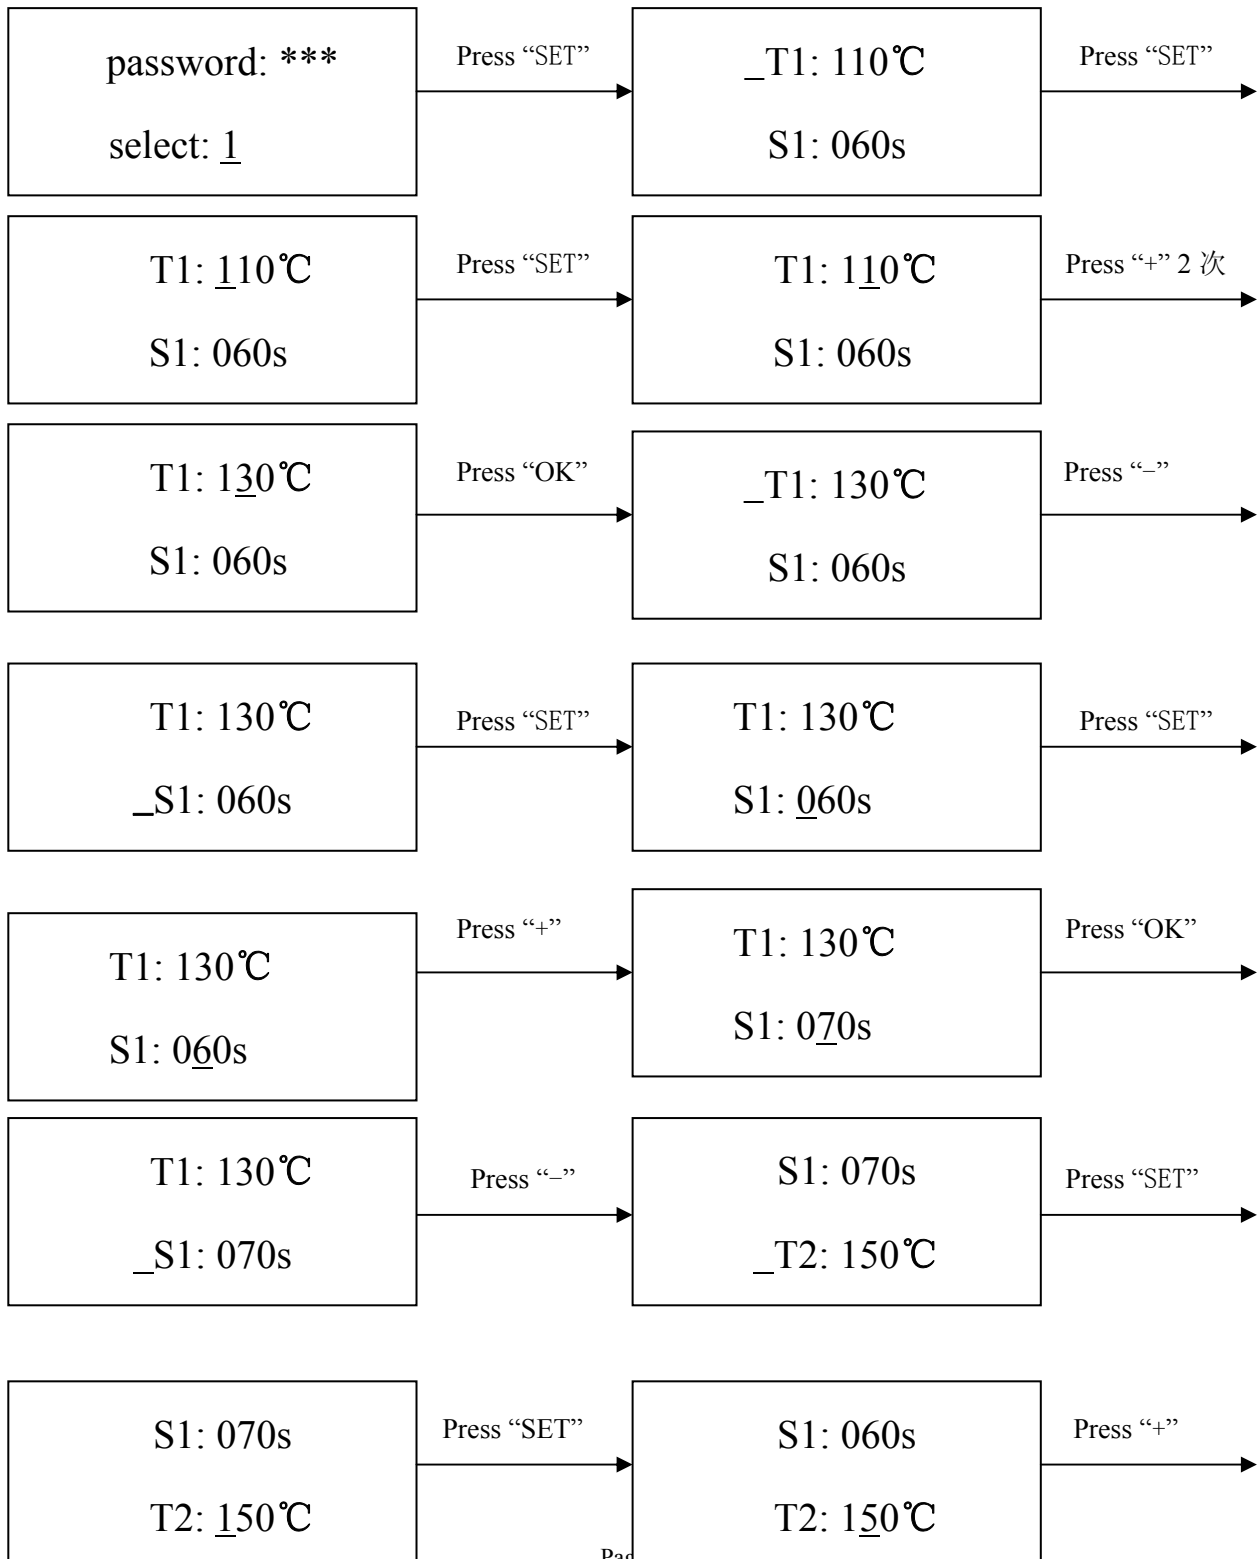 password: ***
select: 1
Press “SET”
_T1: 110℃
S1: 060s
Press “SET”
T1: 110℃
S1: 060s
Press “SET”
T1: 110℃
S1: 060s
Press “+” 2 次
T1: 130℃
S1: 060s
Press “OK”
_T1: 130℃
S1: 060s
Press “−”
T1: 130℃
_S1: 060s
Press “SET”
T1: 130℃
S1: 060s
Press “SET”
T1: 130℃
S1: 060s
Press “+”
T1: 130℃
S1: 070s
Press “OK”
T1: 130℃
_S1: 070s
Press “−”
S1: 070s
_T2: 150℃
Press “SET”
S1: 070s
T2: 150℃
Press “SET”
S1: 060s
T2: 150℃
Press “+”